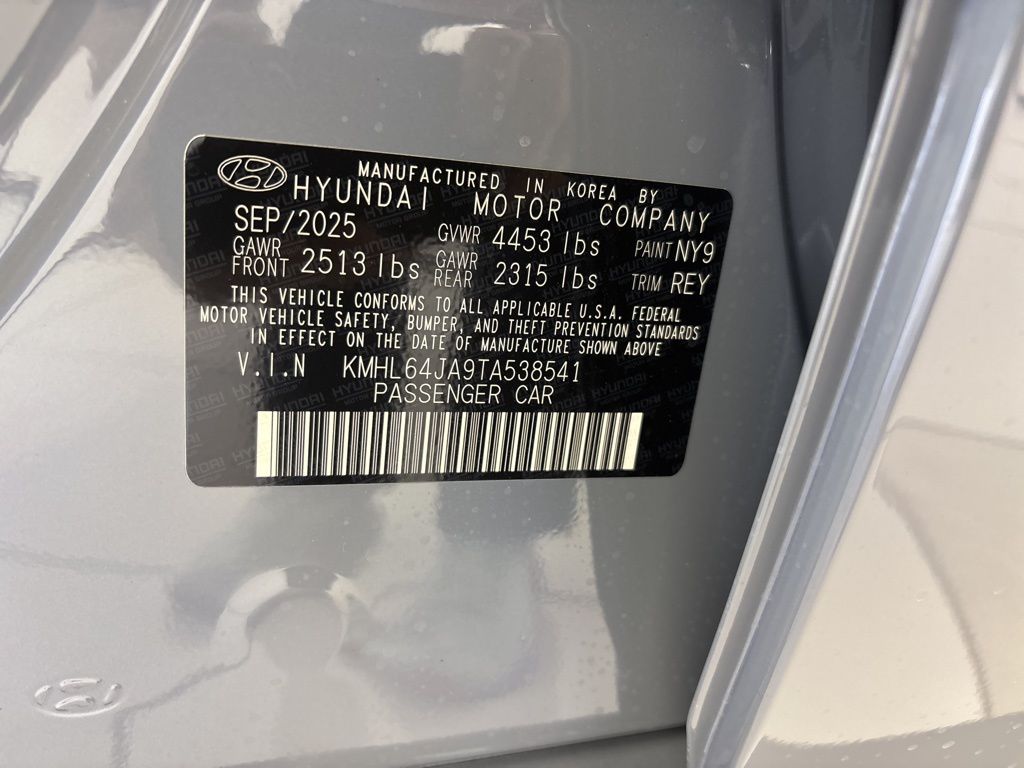 MANUFACTURED IN KOREA BY
HYUNDAI MOTOR COMPANY
SEP/2025 GVWR 4453 lbs PAINT NY9
GAWR FRONT 2513 lbs GAWR REAR 2315 lbs TRIM REY
THIS VEHICLE CONFORMS TO ALL APPLICABLE U.S.A. FEDERAL
MOTOR VEHICLE SAFETY, BUMPER, AND THEFT PREVENTION STANDARDS
IN EFFECT ON THE DATE OF MANUFACTURE SHOWN ABOVE
V.I.N KMHL64JA9TA538541
PASSENGER CAR